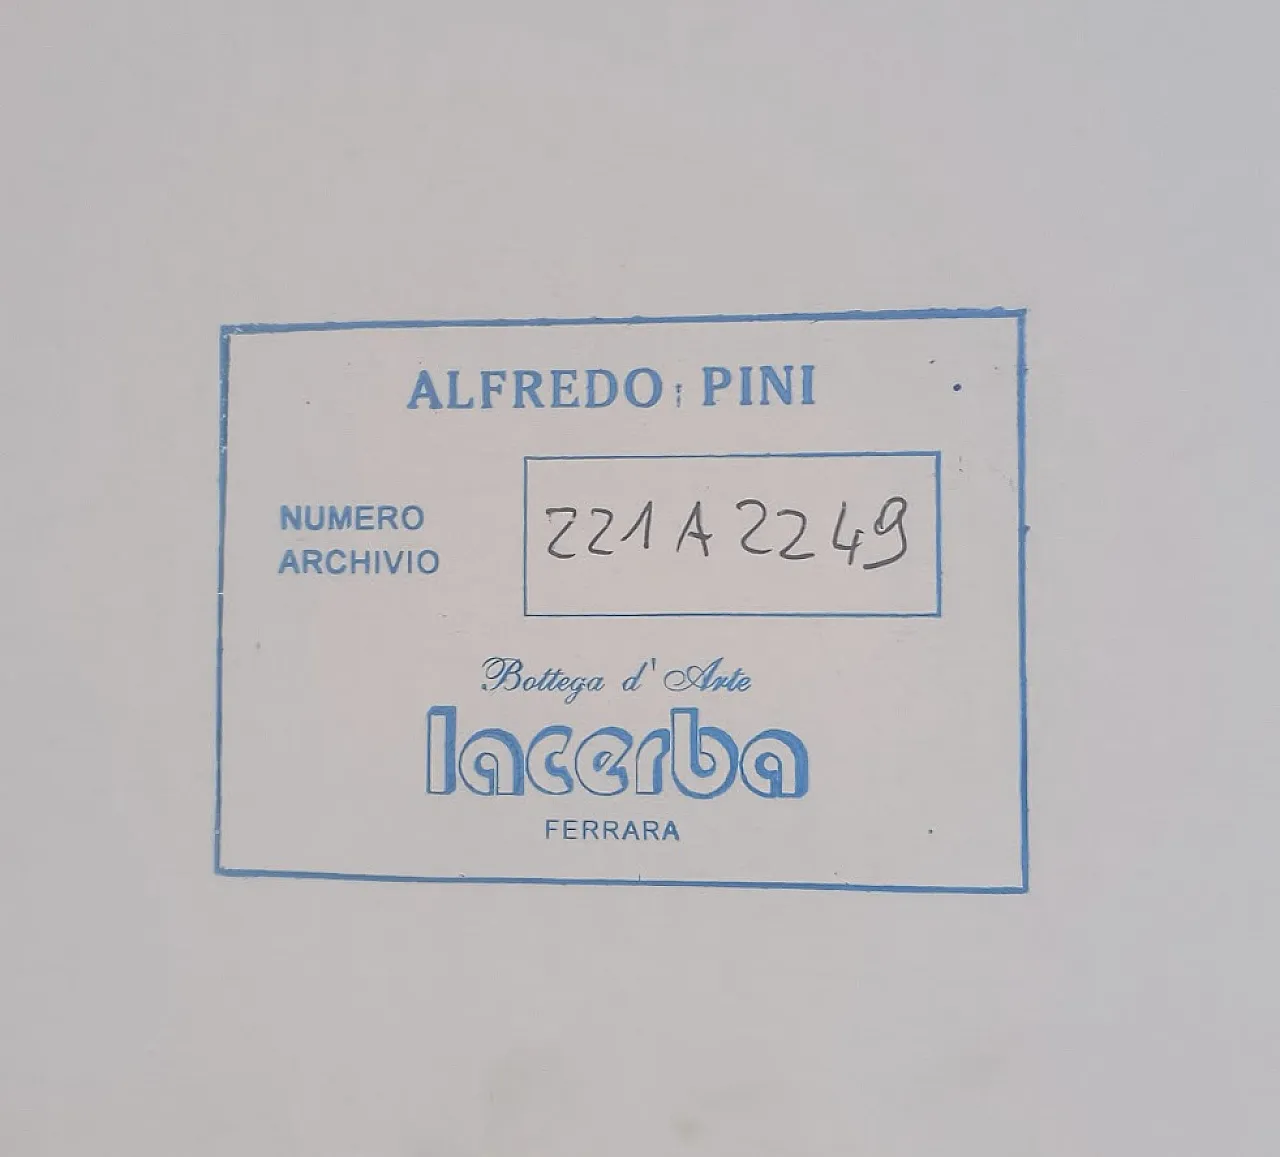 ALFREDO PINI
NUMERO
ARCHIVIO
221A2249
Bottega d' Arte
lacerba
FERRARA